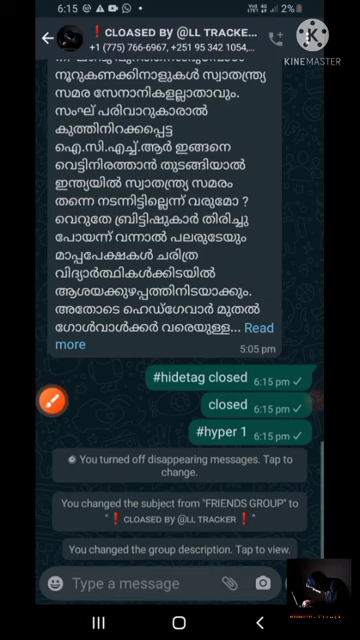 6:15
2%
❗CLOASED BY @LL TRACKER
+1 (775) 766-6967, +251 95 342 1054,...
KINEMASTER
നൂറുകണക്കിനാളുകൾ സ്വാതന്ത്ര്യ
സമര സേനാനികളല്ലാതാവും.
സംഘ് പരിവാറുകാരാൽ
കുത്തിനിറക്കപ്പെട്ട
ഐ.സി.എച്ച്.ആർ ഇങ്ങനെ
വെട്ടിനിരത്താൻ തുടങ്ങിയാൽ
ഇന്ത്യയിൽ സ്വാതന്ത്ര്യ സമരം
തന്നെ നടന്നിട്ടില്ലെന്ന് വരുമോ ?
വെറുതേ ബ്രിട്ടിഷുകാർ തിരിച്ചു
പോയന്ന് വന്നാൽ പലരുടേയും
മാപ്പപേക്ഷകൾ ചരിത്ര
വിദ്യാർത്ഥികൾക്കിടയിൽ
ആശയക്കുഴപ്പത്തിനിടയാക്കും.
അതോടെ ഹെഡ്ഗേവാർ മുതൽ
ഗോൾവാൾക്കർ വരെയുള്ള... Read
more
5:05 pm
#hidetag closed 6:15 pm
closed 6:15 pm
#hyper 1 6:15 pm
You turned off disappearing messages. Tap to
change.
You changed the subject from "FRIENDS GROUP" to
"❗CLOASED BY @LL TRACKER❗"
You changed the group description. Tap to view.
Type a message